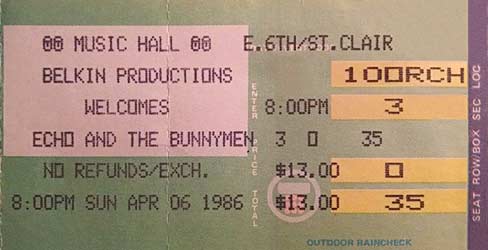 00 MUSIC HALL 00 E.6TH/ST.CLAIR
BELKIN PRODUCTIONS 100RCH
WELCOMES 8:00PM 3
ECHO AND THE BUNNYMEN 3 0 35
NO REFUNDS/EXCH. $13.00 0
8:00PM SUN APR 06 1986 $13.00 35
ENTER PRICE TOTAL
SEAT ROW/BOX SEC LOC
OUTDOOR RAINCHECK